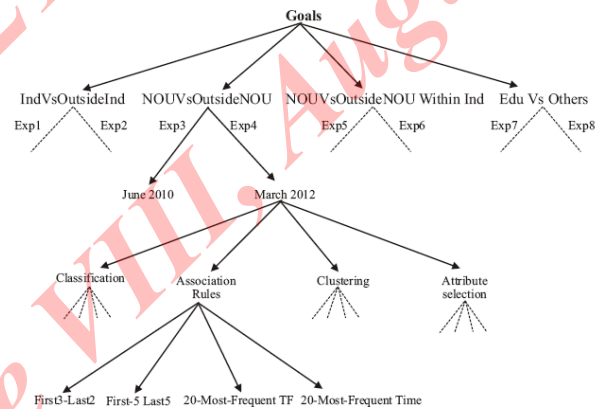 Goals
IndVsOutsideInd NOUVsOutsideNOU NOUVsOutsideNOU Within Ind Edu Vs Others
Exp1 Exp2 Exp3 Exp4 Exp5 Exp6 Exp7 Exp8
June 2010 March 2012
Classification Association Rules Clustering Attribute selection
First3-Last2 First-5 Last5 20-Most-Frequent TF 20-Most-Frequent Time
VIII, Augu